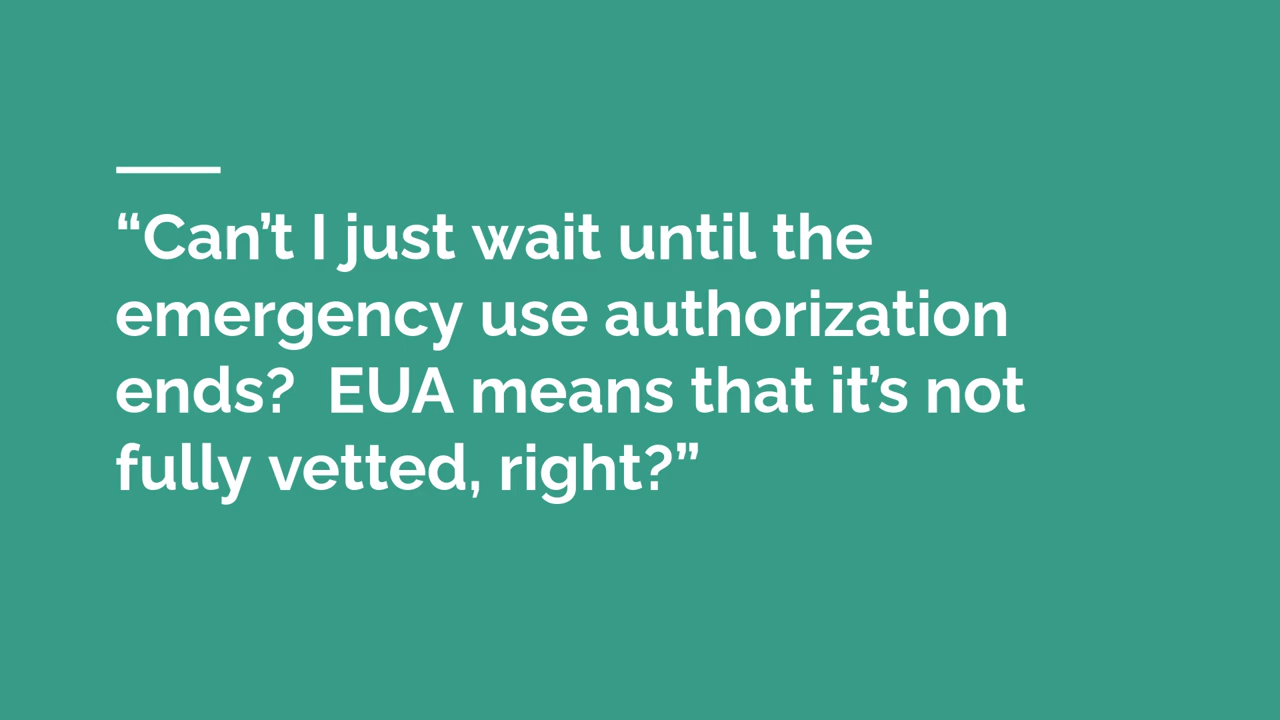 “Can’t I just wait until the
emergency use authorization
ends?  EUA means that it’s not
fully vetted, right?”